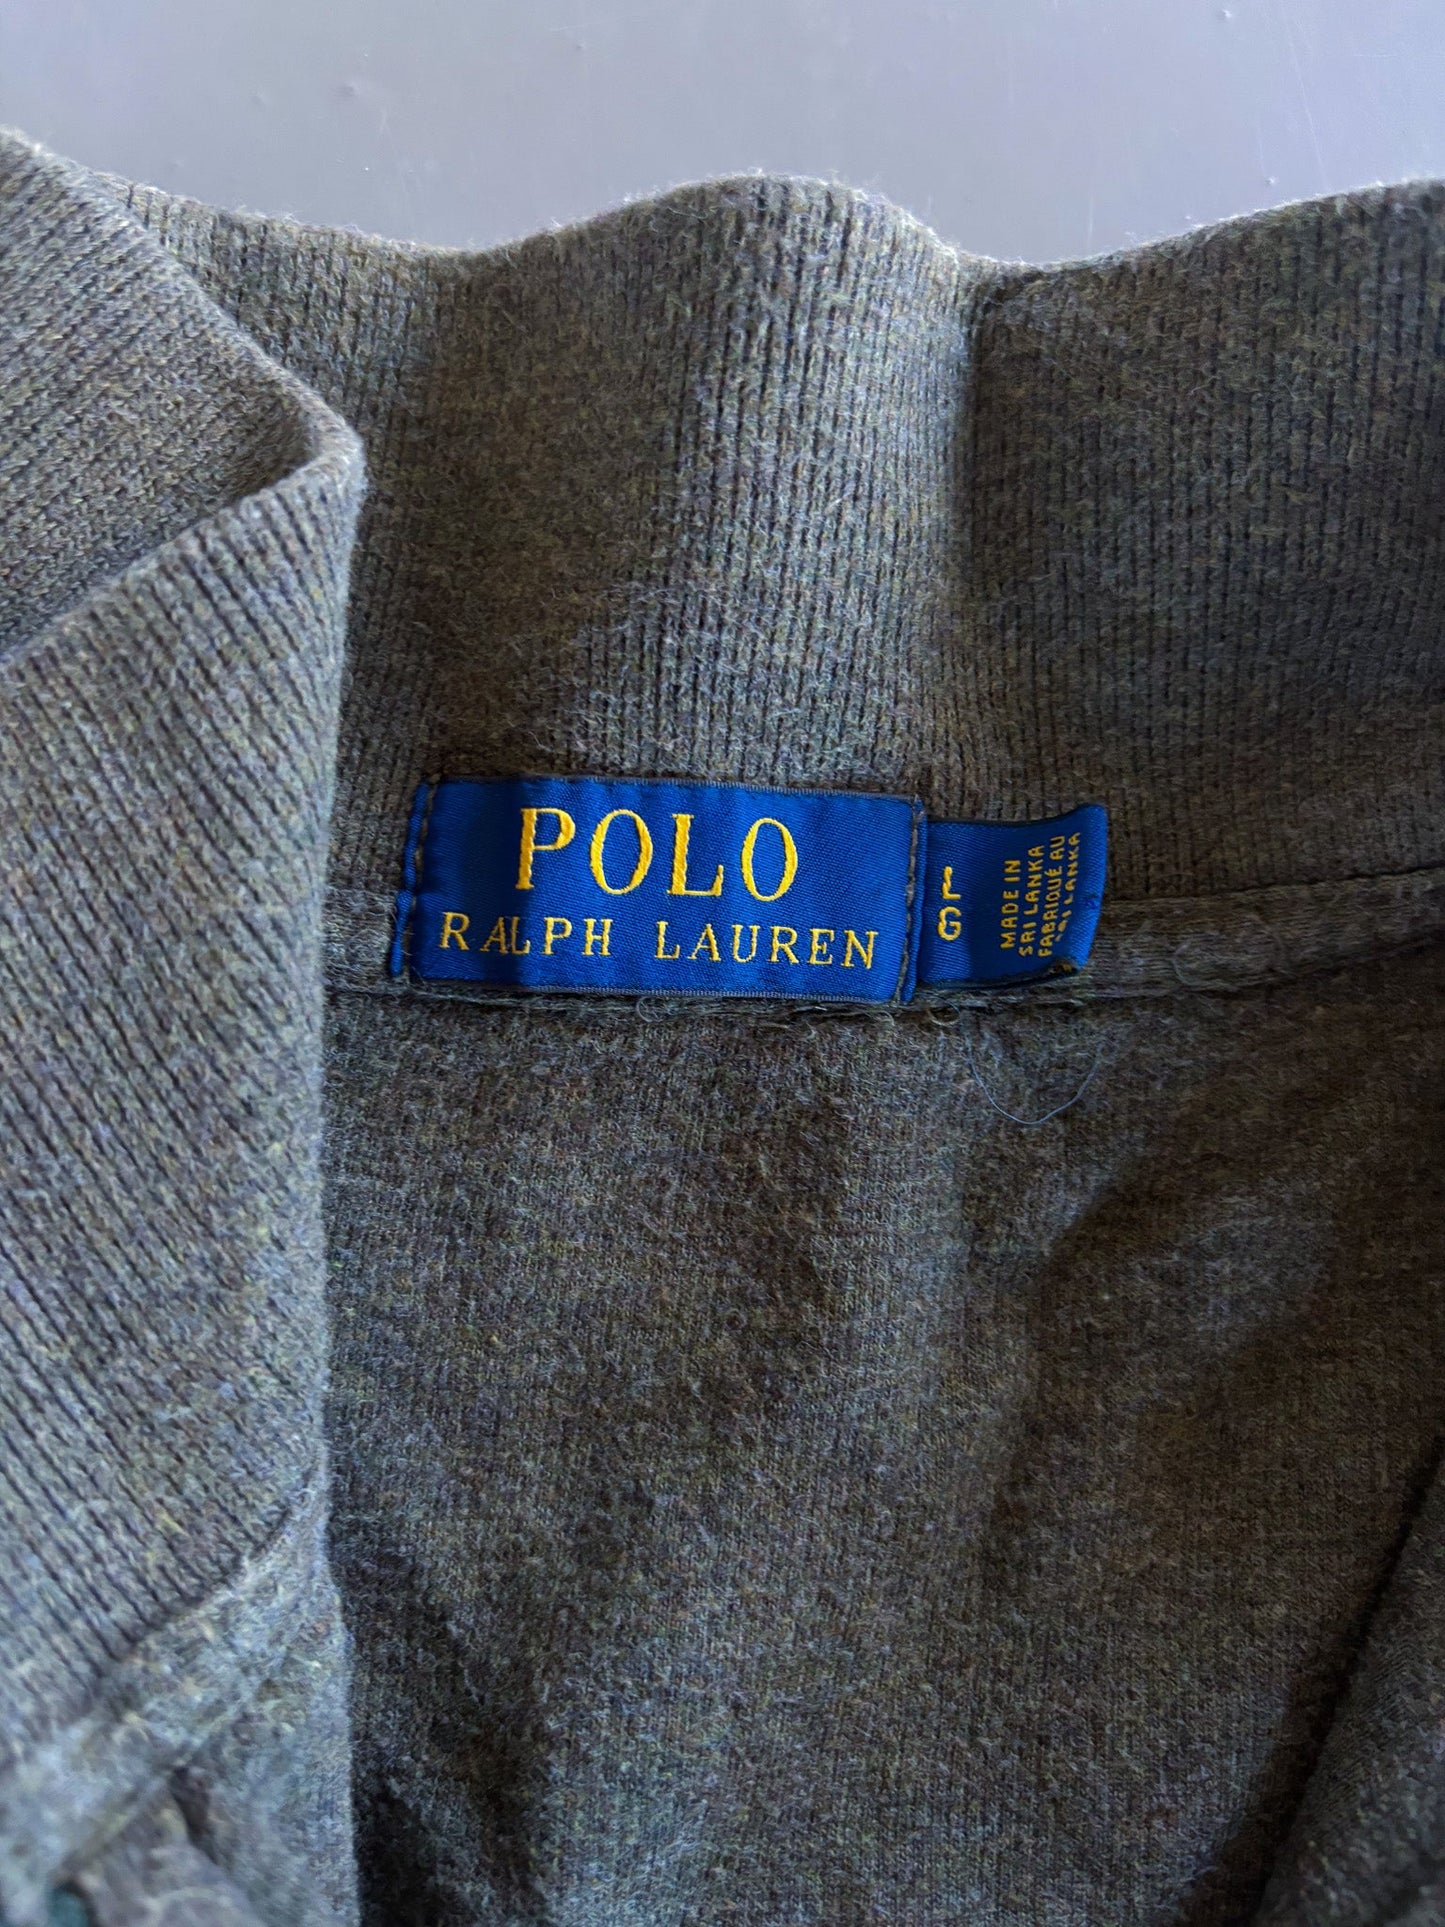 POLO
RALPH LAUREN
L
G
MADE IN
SRI LANKA
FABRIQUÉ AU
SRI LANKA